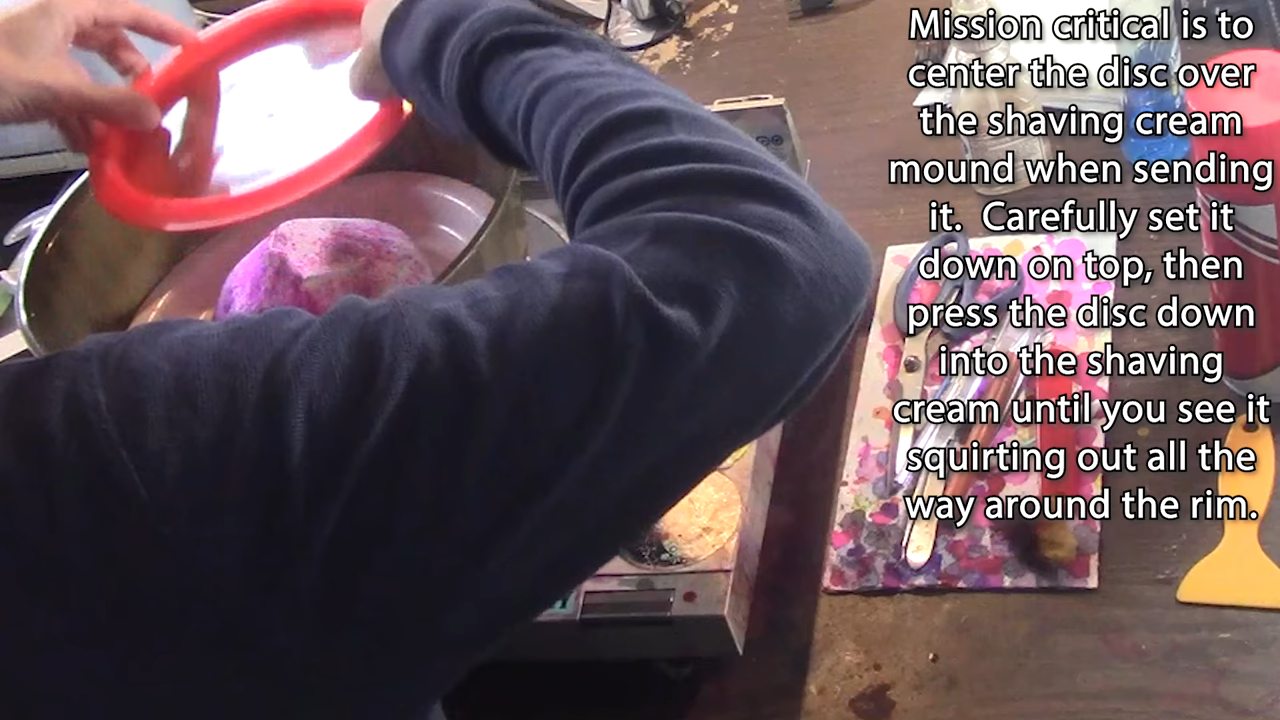 Mission critical is to
center the disc over
the shaving cream
mound when sending
it.  Carefully set it
down on top, then
press the disc down
into the shaving
cream until you see it
squirting out all the
way around the rim.